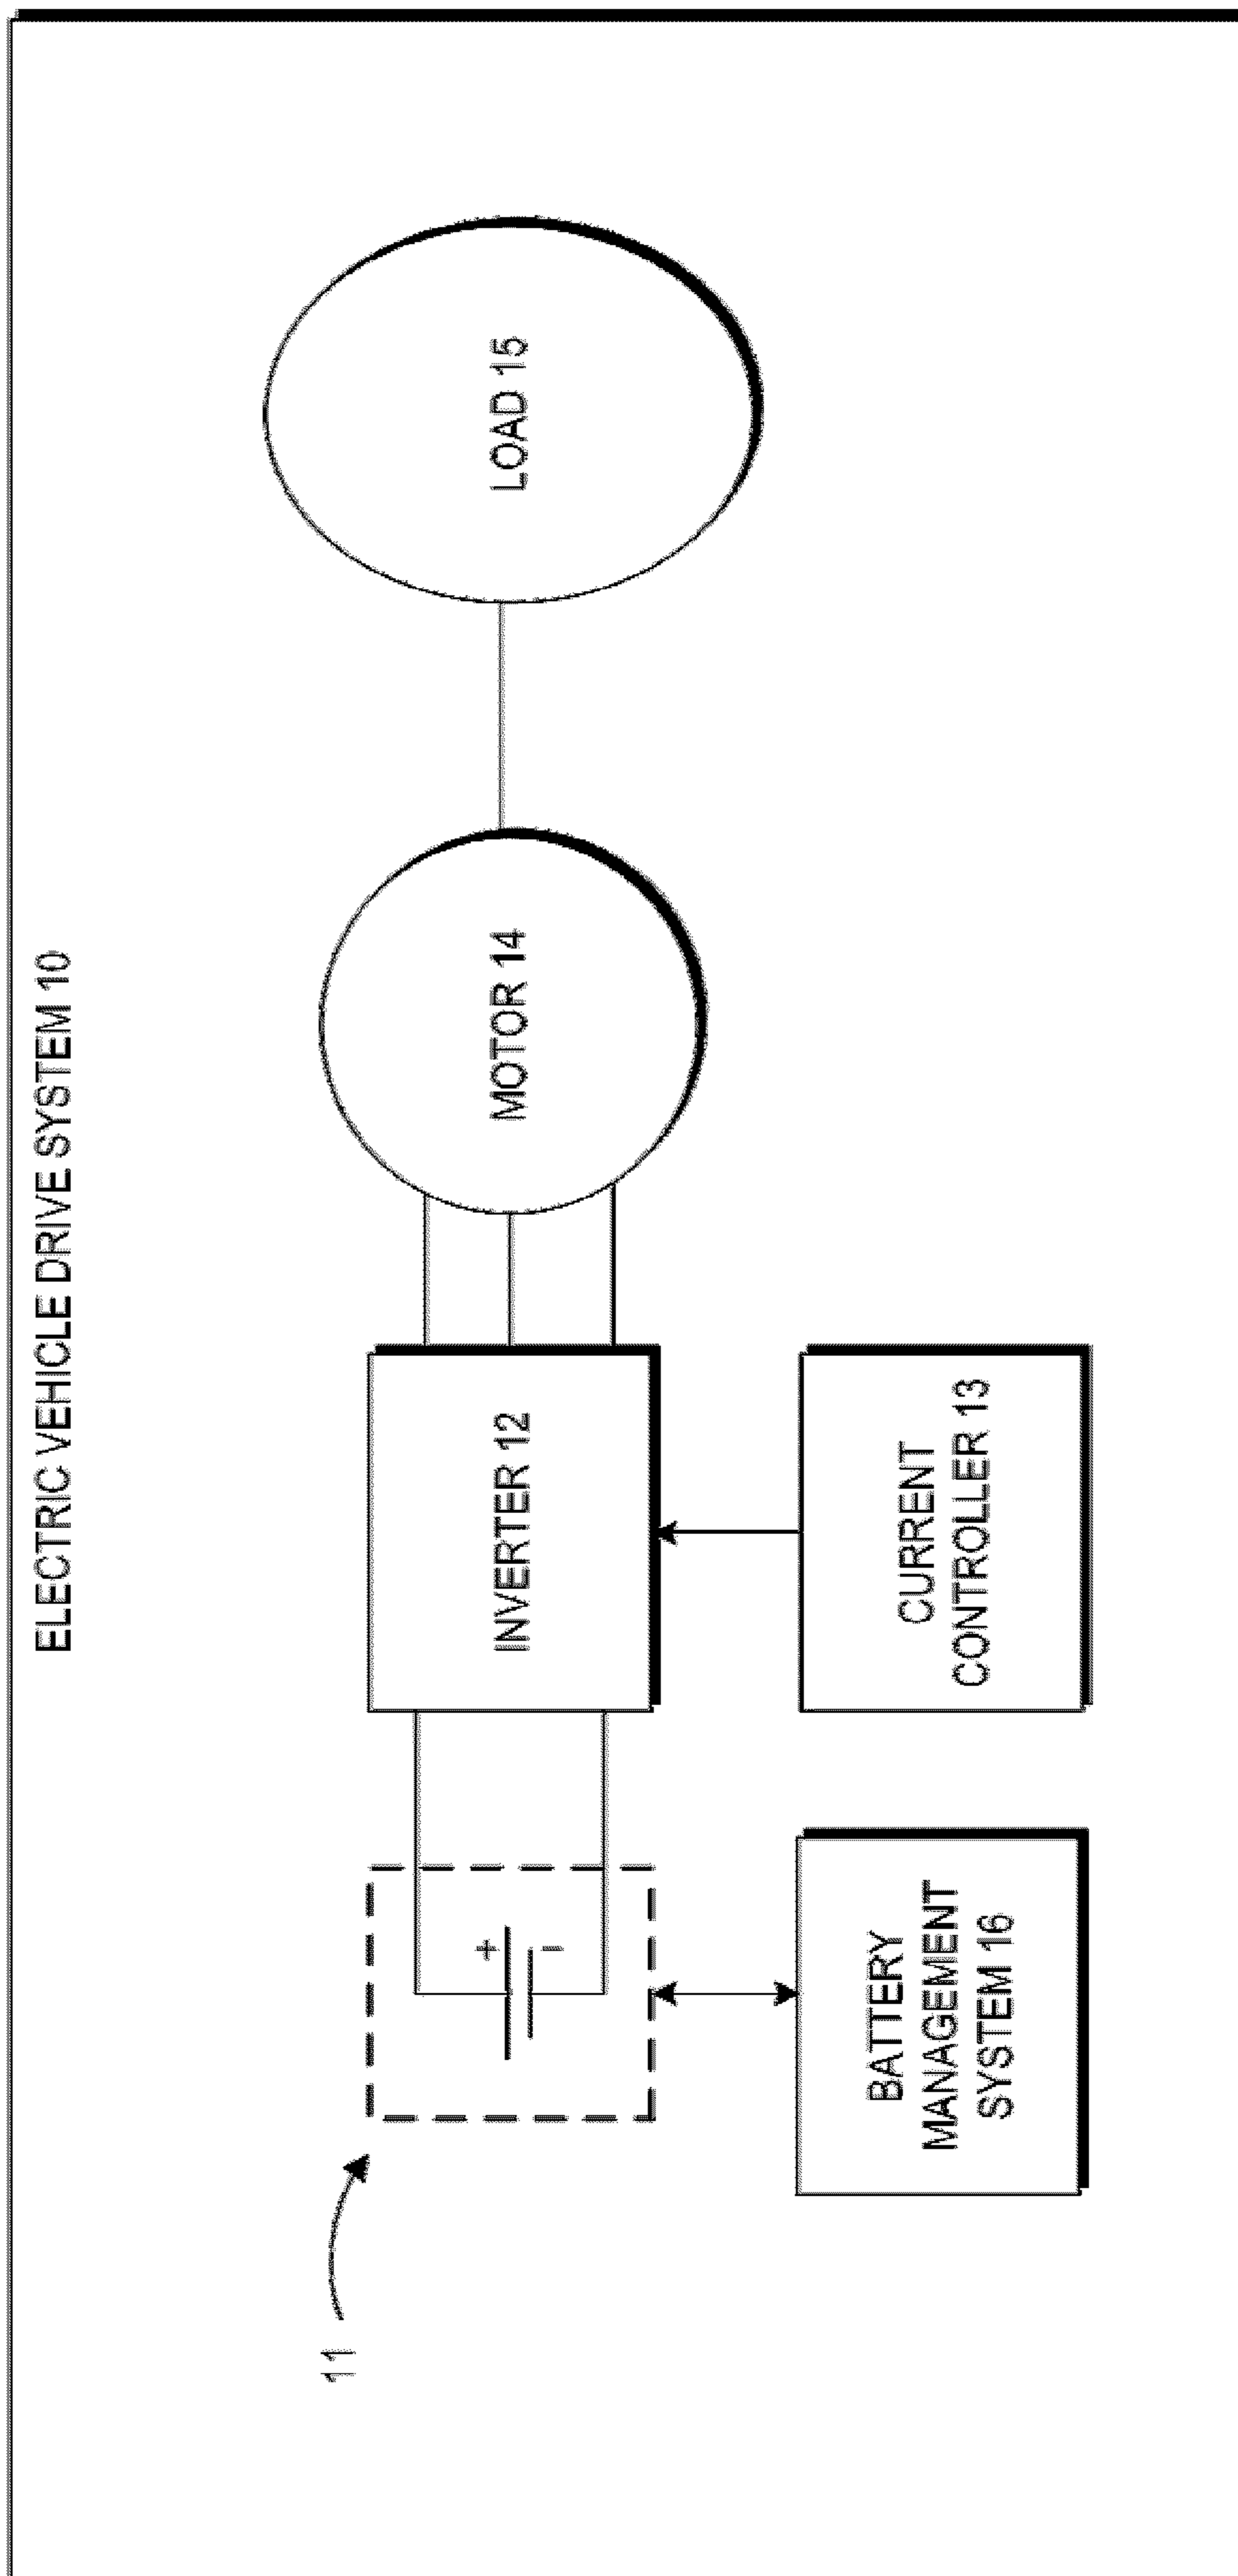 ELECTRIC VEHICLE DRIVE SYSTEM 10
11
+
−
INVERTER 12
MOTOR 14
LOAD 15
BATTERY
MANAGEMENT
SYSTEM 16
CURRENT
CONTROLLER 13